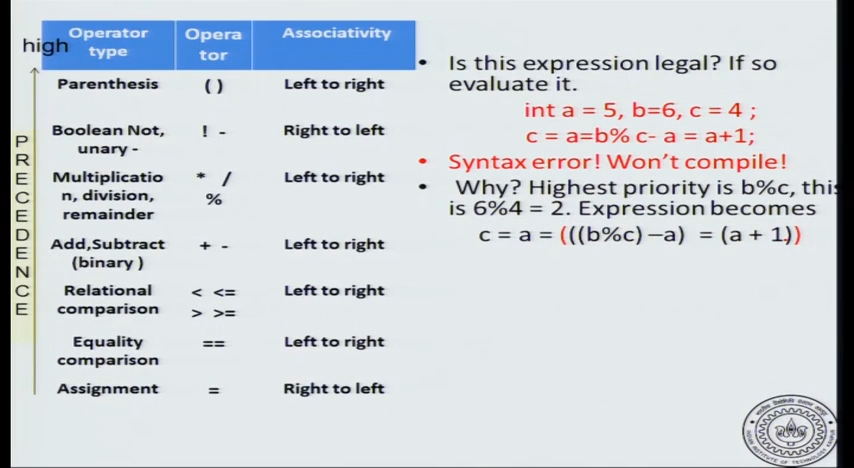 high
Operator type
Opera tor
Associativity
Parenthesis
( )
Left to right
Boolean Not, unary -
! -
Right to left
Multiplicatio n, division, remainder
* / %
Left to right
Add,Subtract (binary )
+ -
Left to right
Relational comparison
< <= > >=
Left to right
Equality comparison
==
Left to right
Assignment
=
Right to left
PRECEDENCE
• Is this expression legal? If so
evaluate it.
int a = 5, b=6, c = 4 ;
c = a=b% c- a = a+1;
• Syntax error! Won't compile!
• Why? Highest priority is b%c, this
is 6%4 = 2. Expression becomes
c = a = (((b%c) –a) = (a + 1))